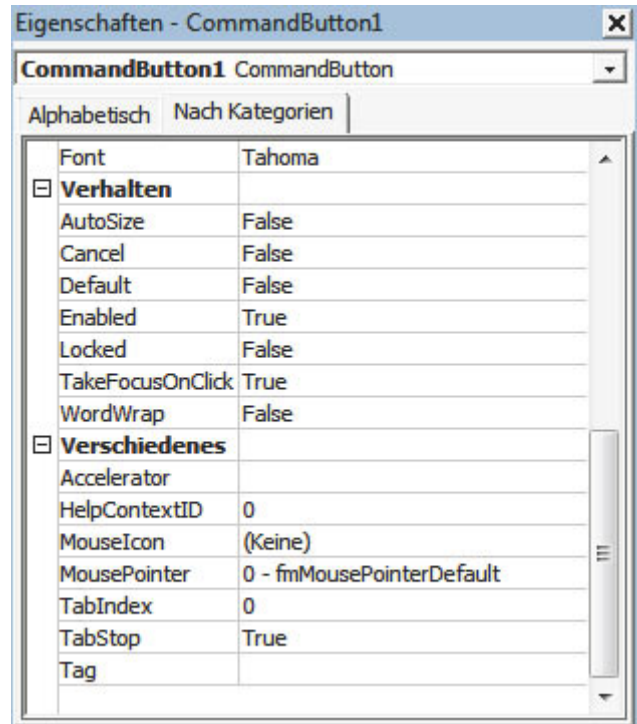 Eigenschaften - CommandButton1
CommandButton1 CommandButton
Alphabetisch Nach Kategorien
Font Tahoma
Verhalten
AutoSize False
Cancel False
Default False
Enabled True
Locked False
TakeFocusOnClick True
WordWrap False
Verschiedenes
Accelerator
HelpContextID 0
MouseIcon (Keine)
MousePointer 0 - fmMousePointerDefault
TabIndex 0
TabStop True
Tag